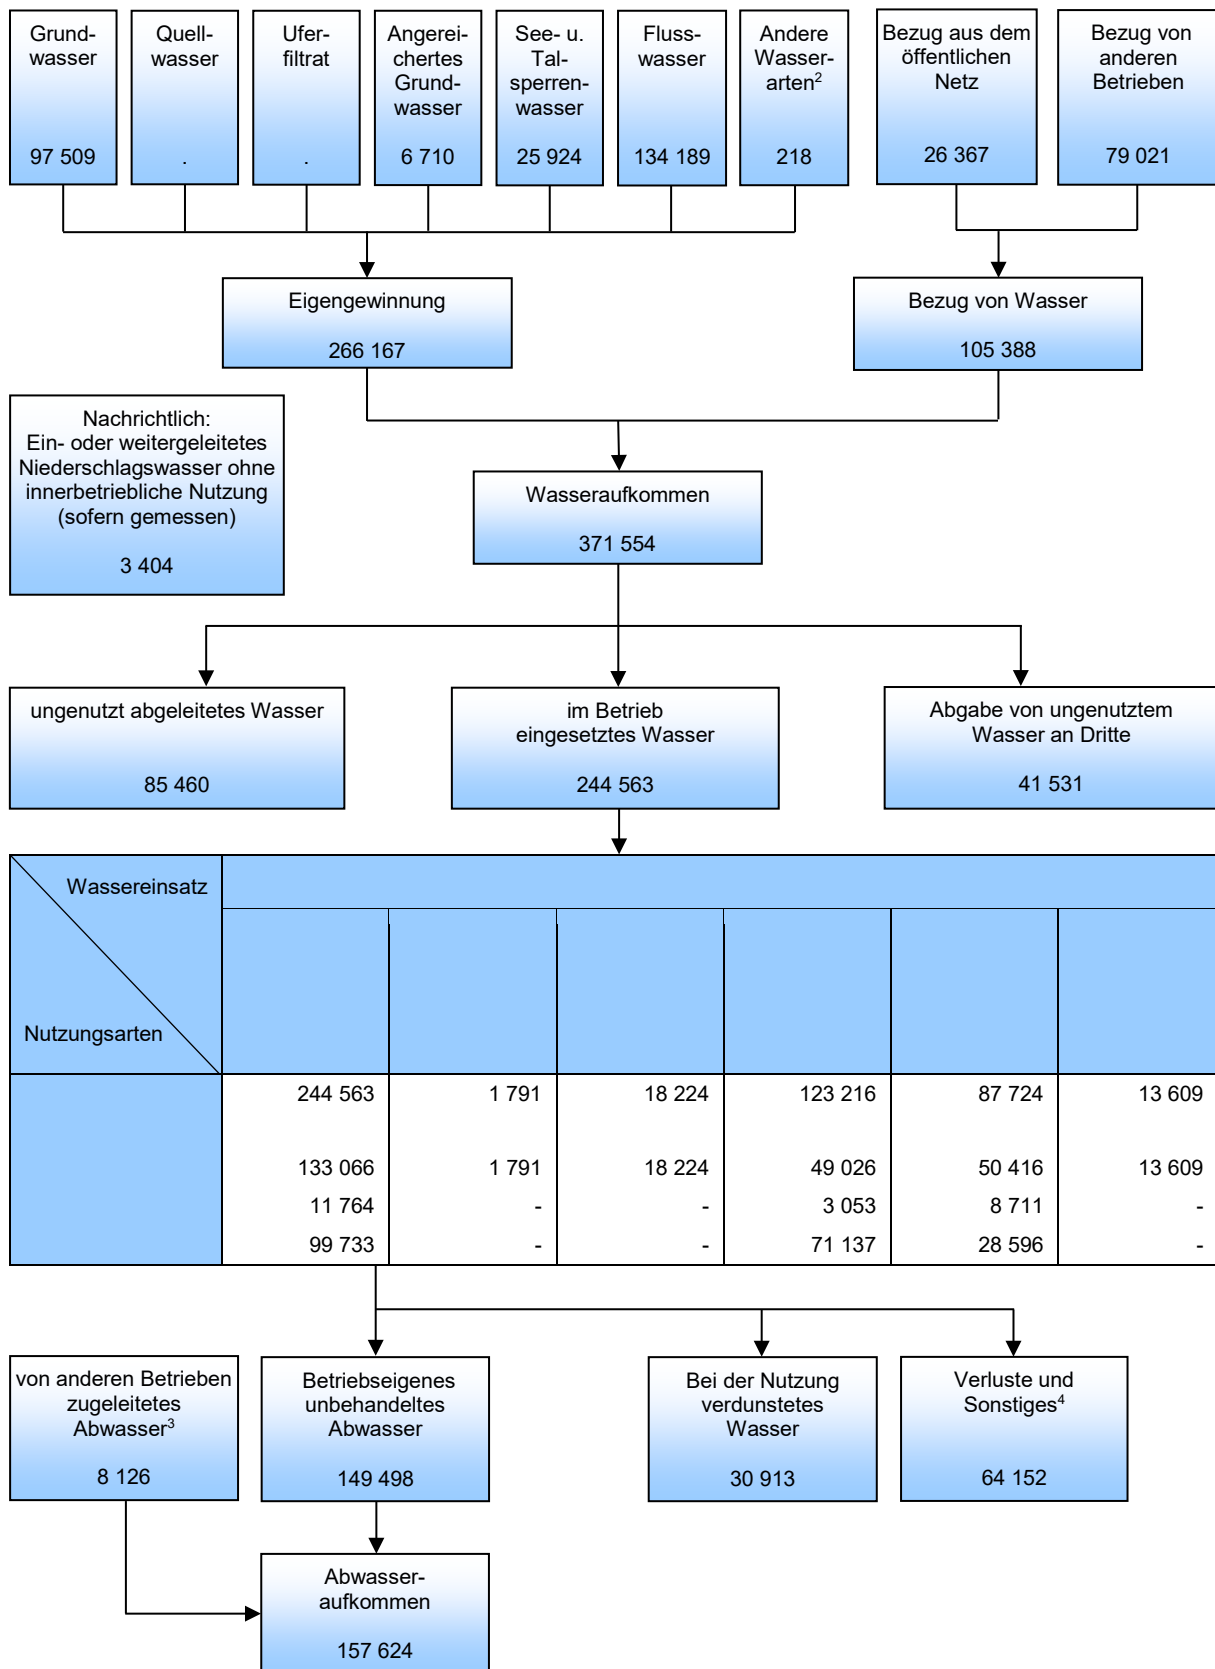 Grund-
wasser
97 509
Quell-
wasser
.
Ufer-
filtrat
.
Angerei-
chertes
Grund-
wasser
6 710
See- u.
Tal-
sperren-
wasser
25 924
Fluss-
wasser
134 189
Andere
Wasser-
arten2
218
Bezug aus dem
öffentlichen
Netz
26 367
Bezug von
anderen
Betrieben
79 021
Eigengewinnung
266 167
Bezug von Wasser
105 388
Nachrichtlich:
Ein- oder weitergeleitetes
Niederschlagswasser ohne
innerbetriebliche Nutzung
(sofern gemessen)
3 404
Wasseraufkommen
371 554
ungenutzt abgeleitetes Wasser
85 460
im Betrieb
eingesetztes Wasser
244 563
Abgabe von ungenutztem
Wasser an Dritte
41 531
Wassereinsatz
Nutzungsarten
244 563 1 791 18 224 123 216 87 724 13 609
133 066 1 791 18 224 49 026 50 416 13 609
11 764 - - 3 053 8 711 -
99 733 - - 71 137 28 596 -
von anderen Betrieben
zugeleitetes
Abwasser3
8 126
Betriebseigenes
unbehandeltes
Abwasser
149 498
Bei der Nutzung
verdunstetes
Wasser
30 913
Verluste und
Sonstiges4
64 152
Abwasser-
aufkommen
157 624